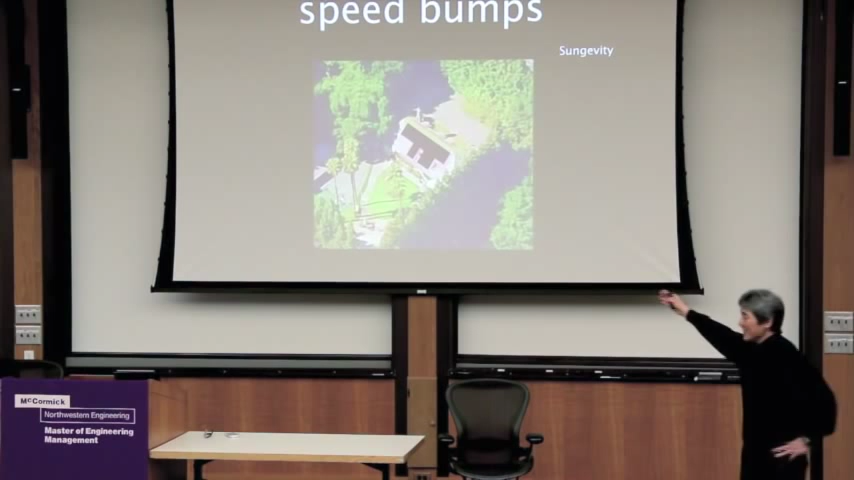 speed bumps
Sungevity
McCormick
Northwestern Engineering
Master of Engineering
Management